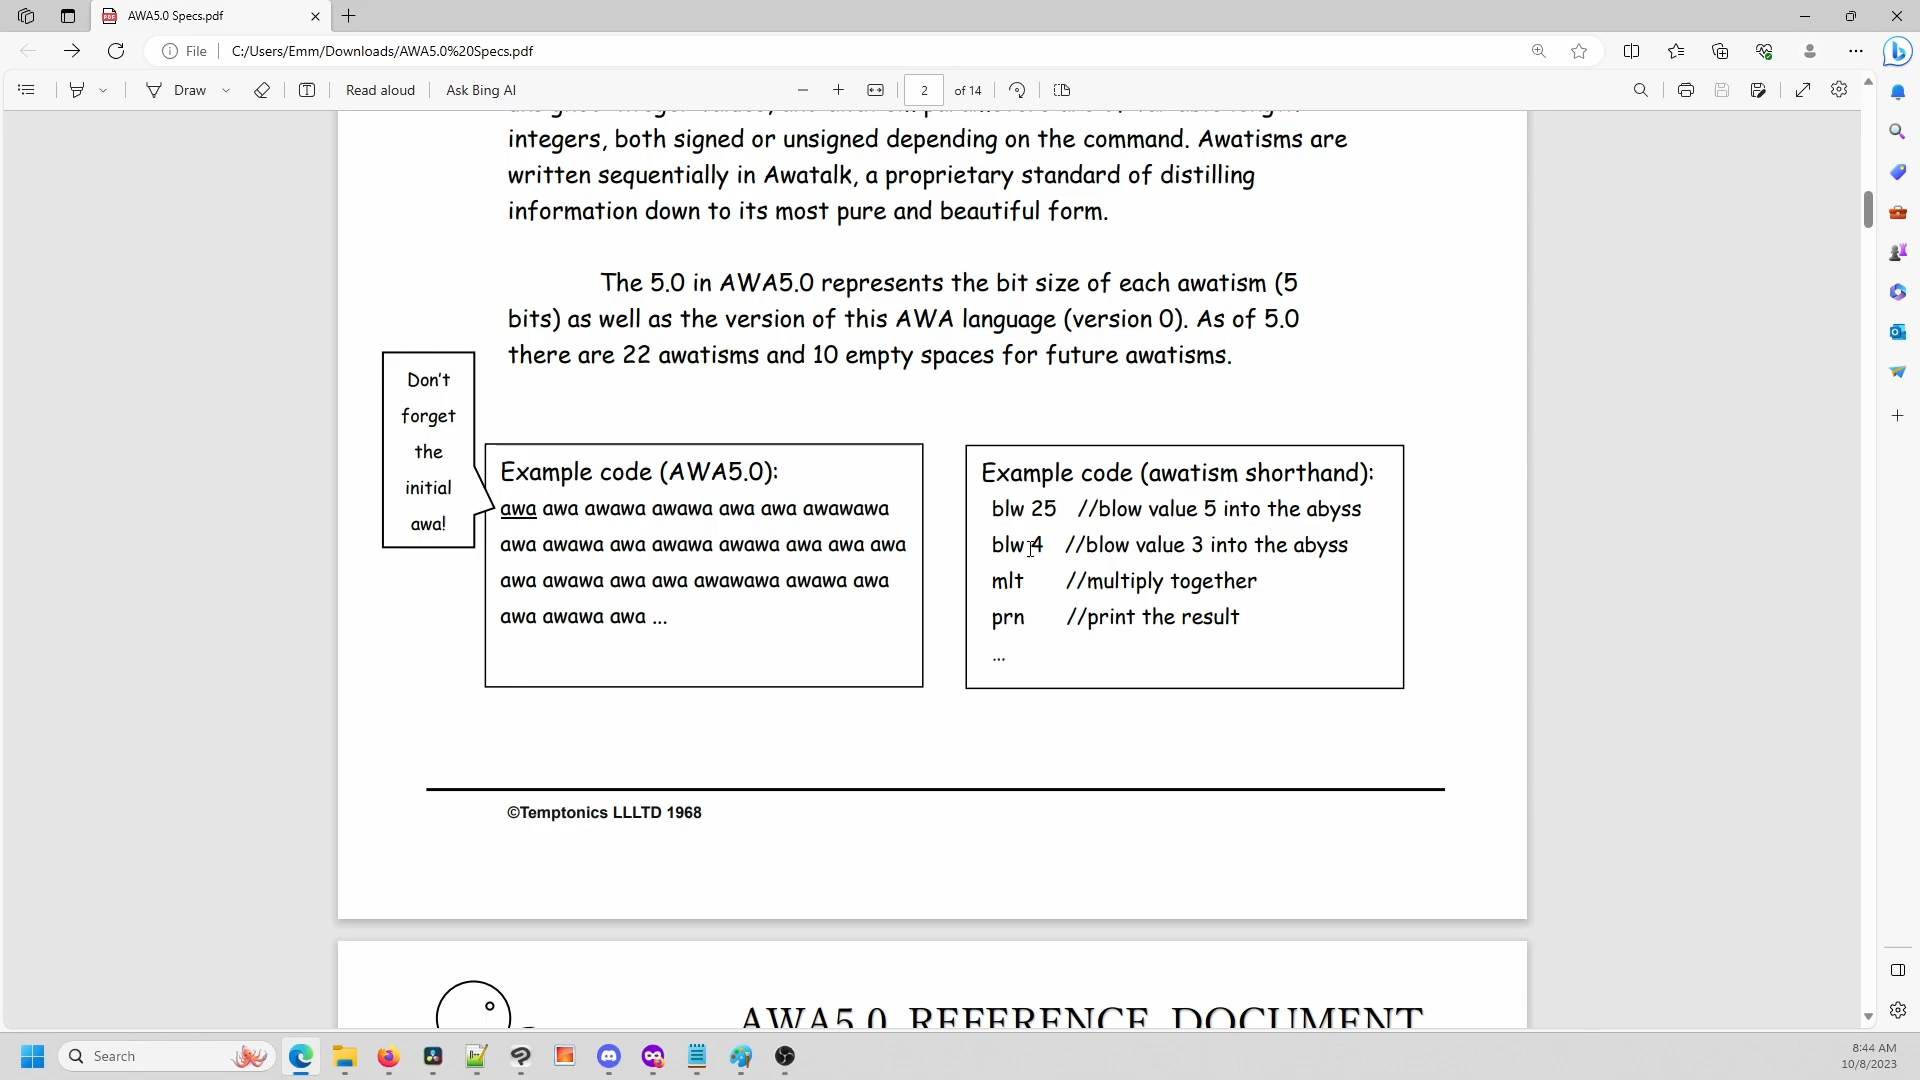 AWA5.0 Specs.pdf
File
C:/Users/Emm/Downloads/AWA5.0%20Specs.pdf
Draw
Read aloud
Ask Bing AI
2
of 14
integers, both signed or unsigned depending on the command. Awatisms are
written sequentially in Awatalk, a proprietary standard of distilling
information down to its most pure and beautiful form.
The 5.0 in AWA5.0 represents the bit size of each awatism (5
bits) as well as the version of this AWA language (version 0). As of 5.0
there are 22 awatisms and 10 empty spaces for future awatisms.
Don't
forget
the
initial
awa!
Example code (AWA5.0):
awa awa awawa awawa awa awa awawawa
awa awawa awa awawa awawa awa awa awa
awa awawa awa awa awawawa awawa awa
awa awawa awa ...
Example code (awatism shorthand):
blw 25 //blow value 5 into the abyss
blw 4 //blow value 3 into the abyss
mlt //multiply together
prn //print the result
...
©Temptonics LLLTD 1968
AWA5.0 REFERENCE DOCUMENT
Search
8:44 AM
10/8/2023